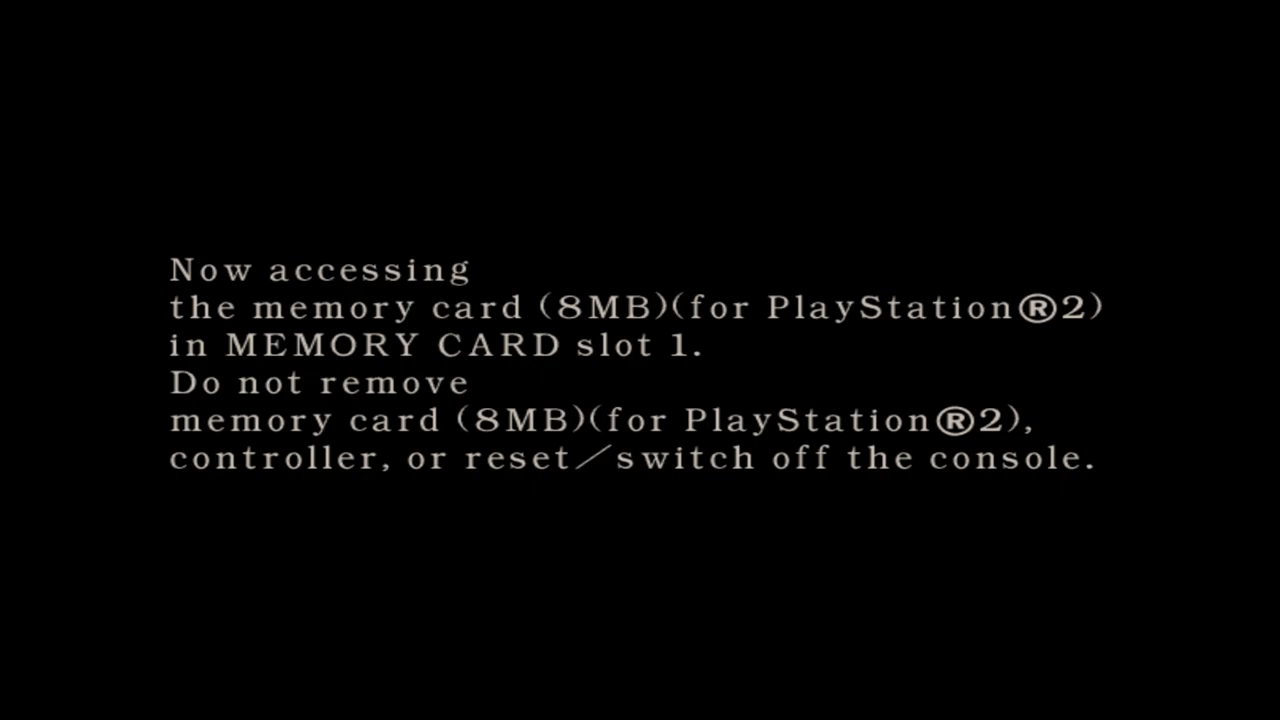 Now accessing
the memory card (8MB)(for PlayStation®2)
in MEMORY CARD slot 1.
Do not remove
memory card (8MB)(for PlayStation®2),
controller, or reset／switch off the console.